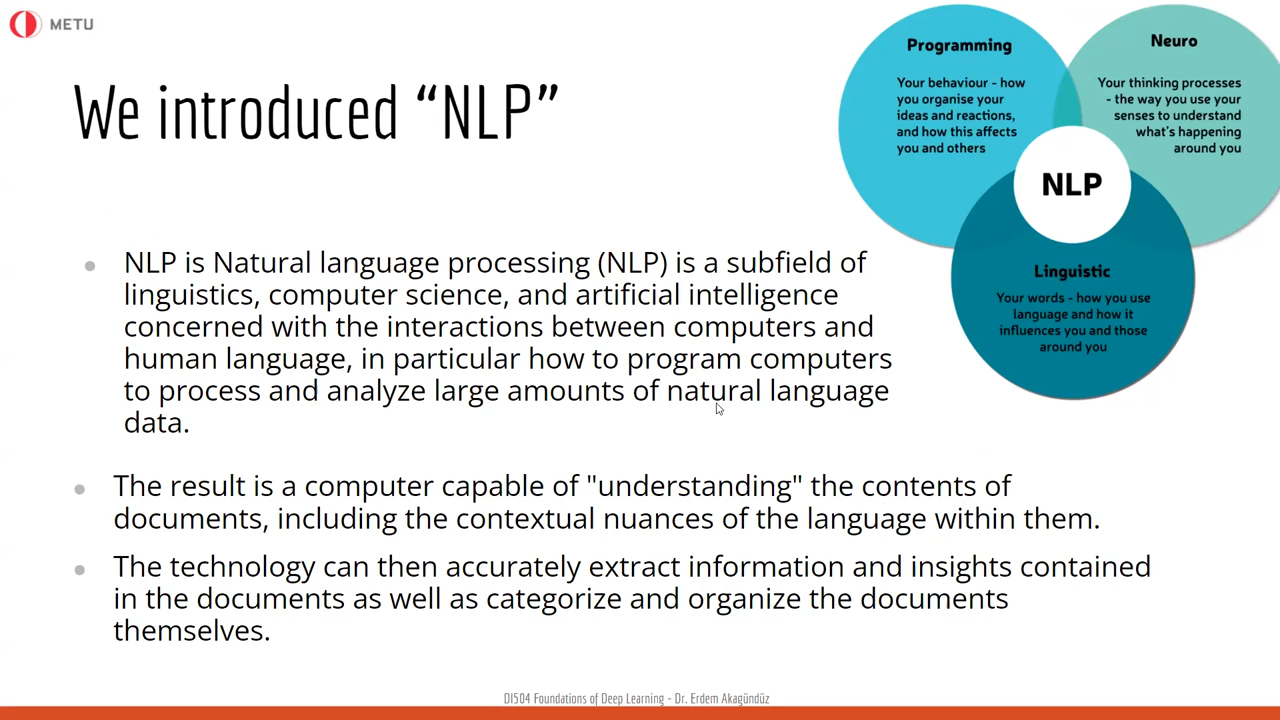 METU
We introduced “NLP”
NLP is Natural language processing (NLP) is a subfield of
linguistics, computer science, and artificial intelligence
concerned with the interactions between computers and
human language, in particular how to program computers
to process and analyze large amounts of natural language
data.
The result is a computer capable of "understanding" the contents of
documents, including the contextual nuances of the language within them.
The technology can then accurately extract information and insights contained
in the documents as well as categorize and organize the documents
themselves.
Programming
Your behaviour - how
you organise your
ideas and reactions,
and how this affects
you and others
Neuro
Your thinking processes
- the way you use your
senses to understand
what's happening
around you
NLP
Linguistic
Your words - how you use
language and how it
influences you and those
around you
DI504 Foundations of Deep Learning - Dr. Erdem Akagündüz